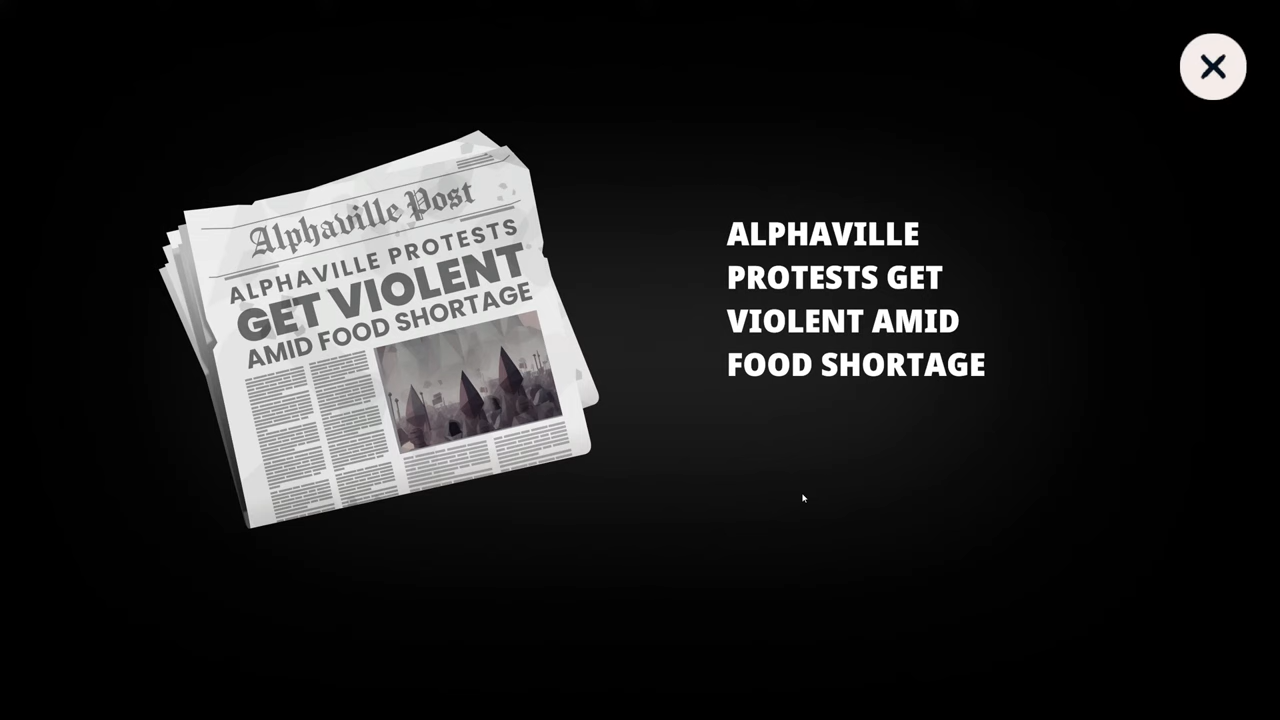 Alphaville Post
ALPHAVILLE PROTESTS
GET VIOLENT
AMID FOOD SHORTAGE
ALPHAVILLE
PROTESTS GET
VIOLENT AMID
FOOD SHORTAGE